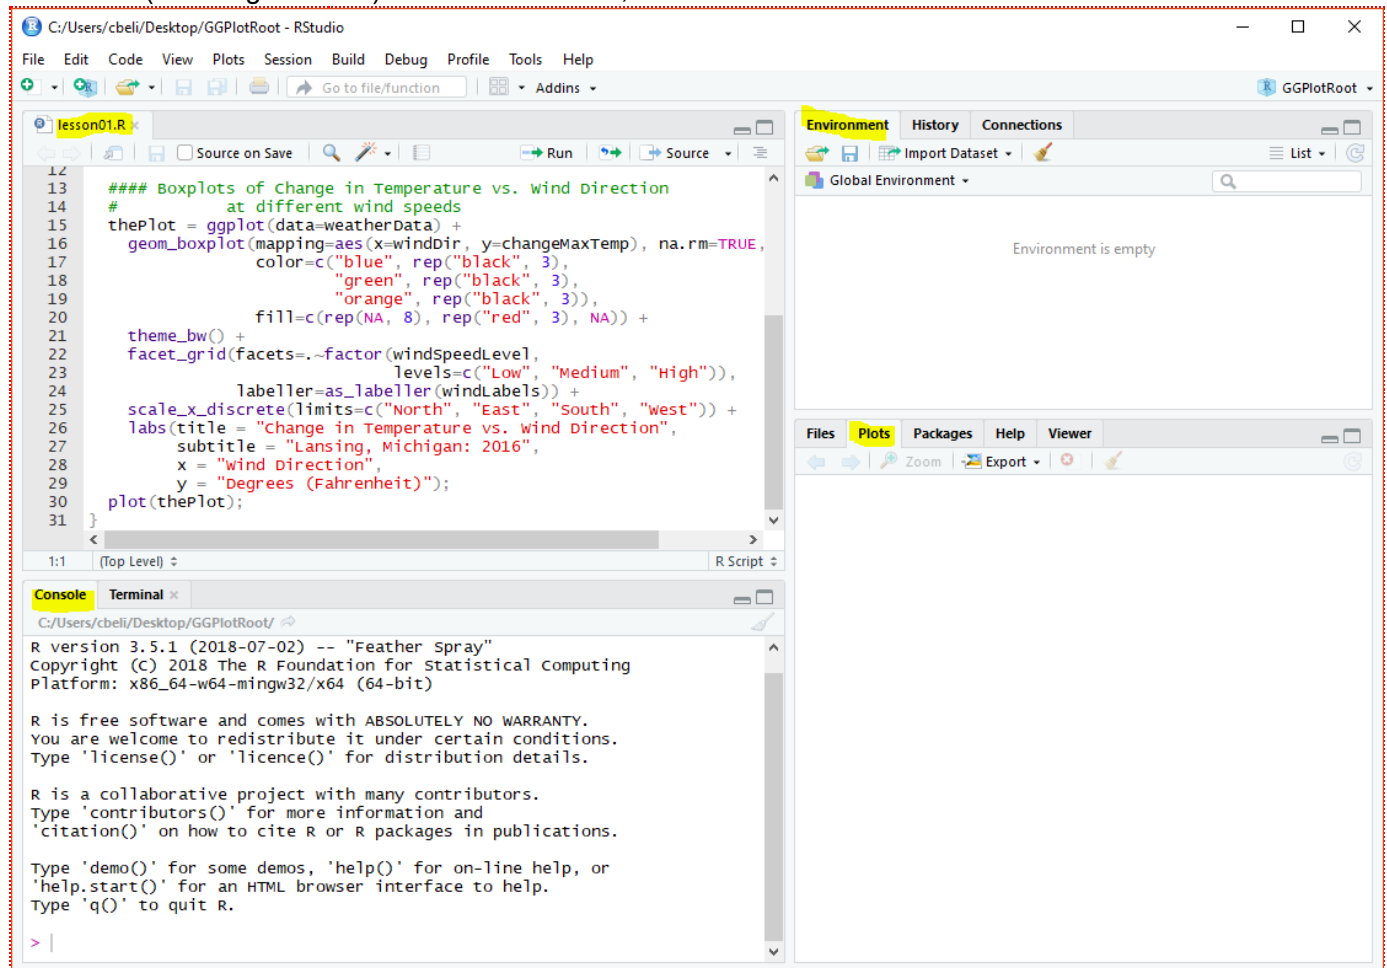 C:/Users/cbeli/Desktop/GGPlotRoot - RStudio
File Edit Code View Plots Session Build Debug Profile Tools Help
Go to file/function Addins GGPlotRoot
lesson01.R
Source on Save Run Source
12
13 #### Boxplots of Change in Temperature vs. Wind Direction
14 # at different wind speeds
15 thePlot = ggplot(data=weatherData) +
16 geom_boxplot(mapping=aes(x=windDir, y=changeMaxTemp), na.rm=TRUE,
17 color=c("blue", rep("black", 3),
18 "green", rep("black", 3),
19 "orange", rep("black", 3)),
20 fill=c(rep(NA, 8), rep("red", 3), NA)) +
21 theme_bw() +
22 facet_grid(facets=.~factor(windSpeedLevel,
23 levels=c("Low", "Medium", "High")),
24 labeller=as_labeller(windLabels)) +
25 scale_x_discrete(limits=c("North", "East", "South", "West")) +
26 labs(title = "Change in Temperature vs. Wind Direction",
27 subtitle = "Lansing, Michigan: 2016",
28 x = "Wind Direction",
29 y = "Degrees (Fahrenheit)");
30 plot(thePlot);
31 }
1:1 (Top Level) R Script
Console Terminal
C:/Users/cbeli/Desktop/GGPlotRoot/
R version 3.5.1 (2018-07-02) -- "Feather Spray"
Copyright (C) 2018 The R Foundation for Statistical Computing
Platform: x86_64-w64-mingw32/x64 (64-bit)
R is free software and comes with ABSOLUTELY NO WARRANTY.
You are welcome to redistribute it under certain conditions.
Type 'license()' or 'licence()' for distribution details.
R is a collaborative project with many contributors.
Type 'contributors()' for more information and
'citation()' on how to cite R or R packages in publications.
Type 'demo()' for some demos, 'help()' for on-line help, or
'help.start()' for an HTML browser interface to help.
Type 'q()' to quit R.
>
Environment History Connections
Import Dataset List
Global Environment
Environment is empty
Files Plots Packages Help Viewer
Zoom Export